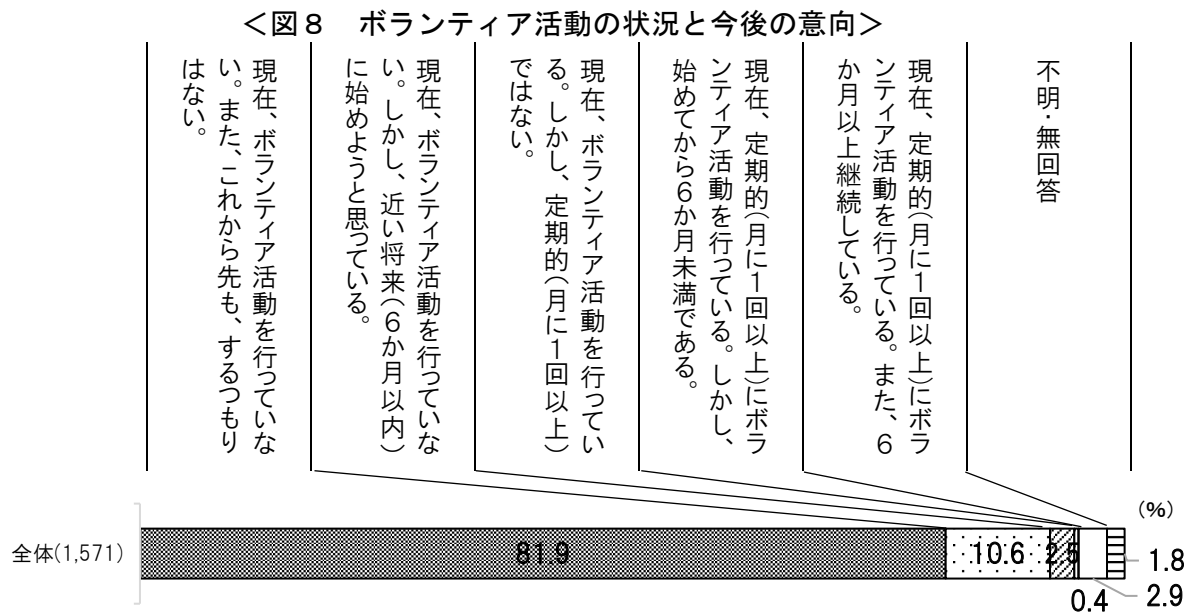 ＜図８　ボランティア活動の状況と今後の意向＞
現在、ボランティア活動を行っていな
い。また、これから先も、するつもり
はない。
現在、ボランティア活動を行っていな
い。しかし、近い将来（６か月以内）
に始めようと思っている。
現在、ボランティア活動を行ってい
る。しかし、定期的（月に１回以上）
ではない。
現在、定期的（月に１回以上）にボラ
ンティア活動を行っている。しかし、
始めてから６か月未満である。
現在、定期的（月に１回以上）にボラ
ンティア活動を行っている。また、６
か月以上継続している。
不明・無回答
(%)
全体(1,571)
81.9
10.6
2.5
0.4
2.9
1.8